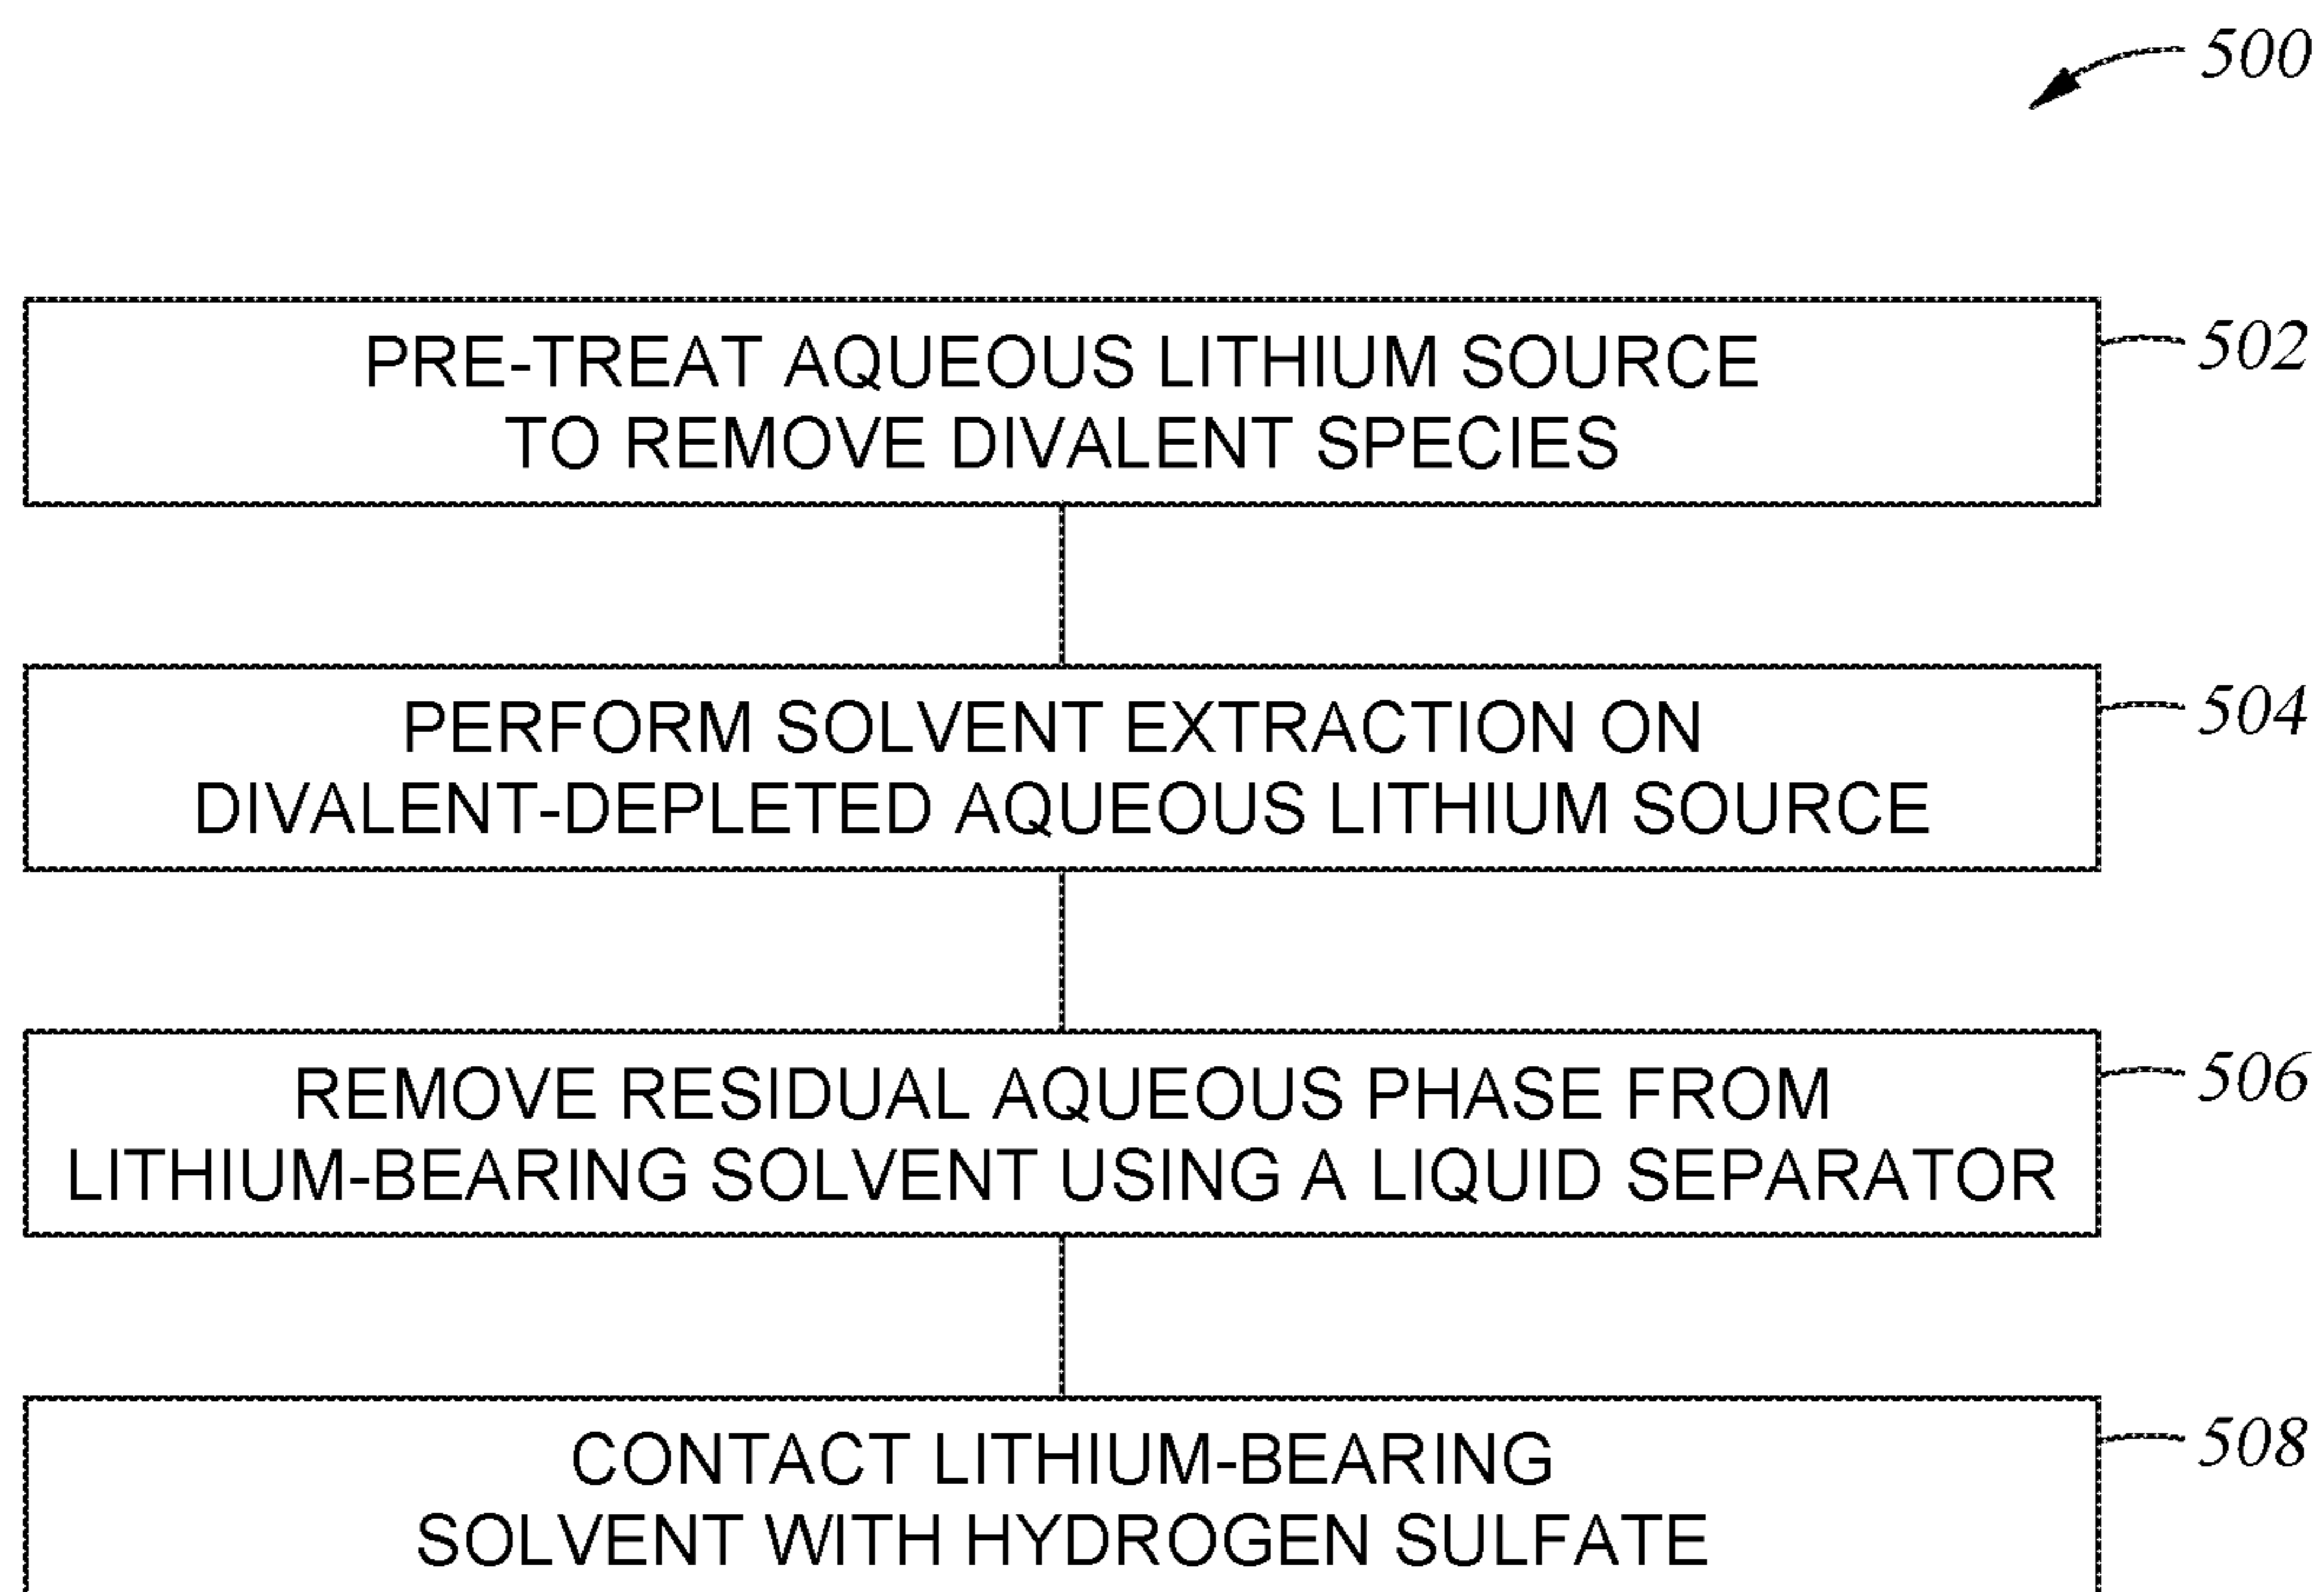 500
PRE-TREAT AQUEOUS LITHIUM SOURCE
TO REMOVE DIVALENT SPECIES
502
PERFORM SOLVENT EXTRACTION ON
DIVALENT-DEPLETED AQUEOUS LITHIUM SOURCE
504
REMOVE RESIDUAL AQUEOUS PHASE FROM
LITHIUM-BEARING SOLVENT USING A LIQUID SEPARATOR
506
CONTACT LITHIUM-BEARING
SOLVENT WITH HYDROGEN SULFATE
508